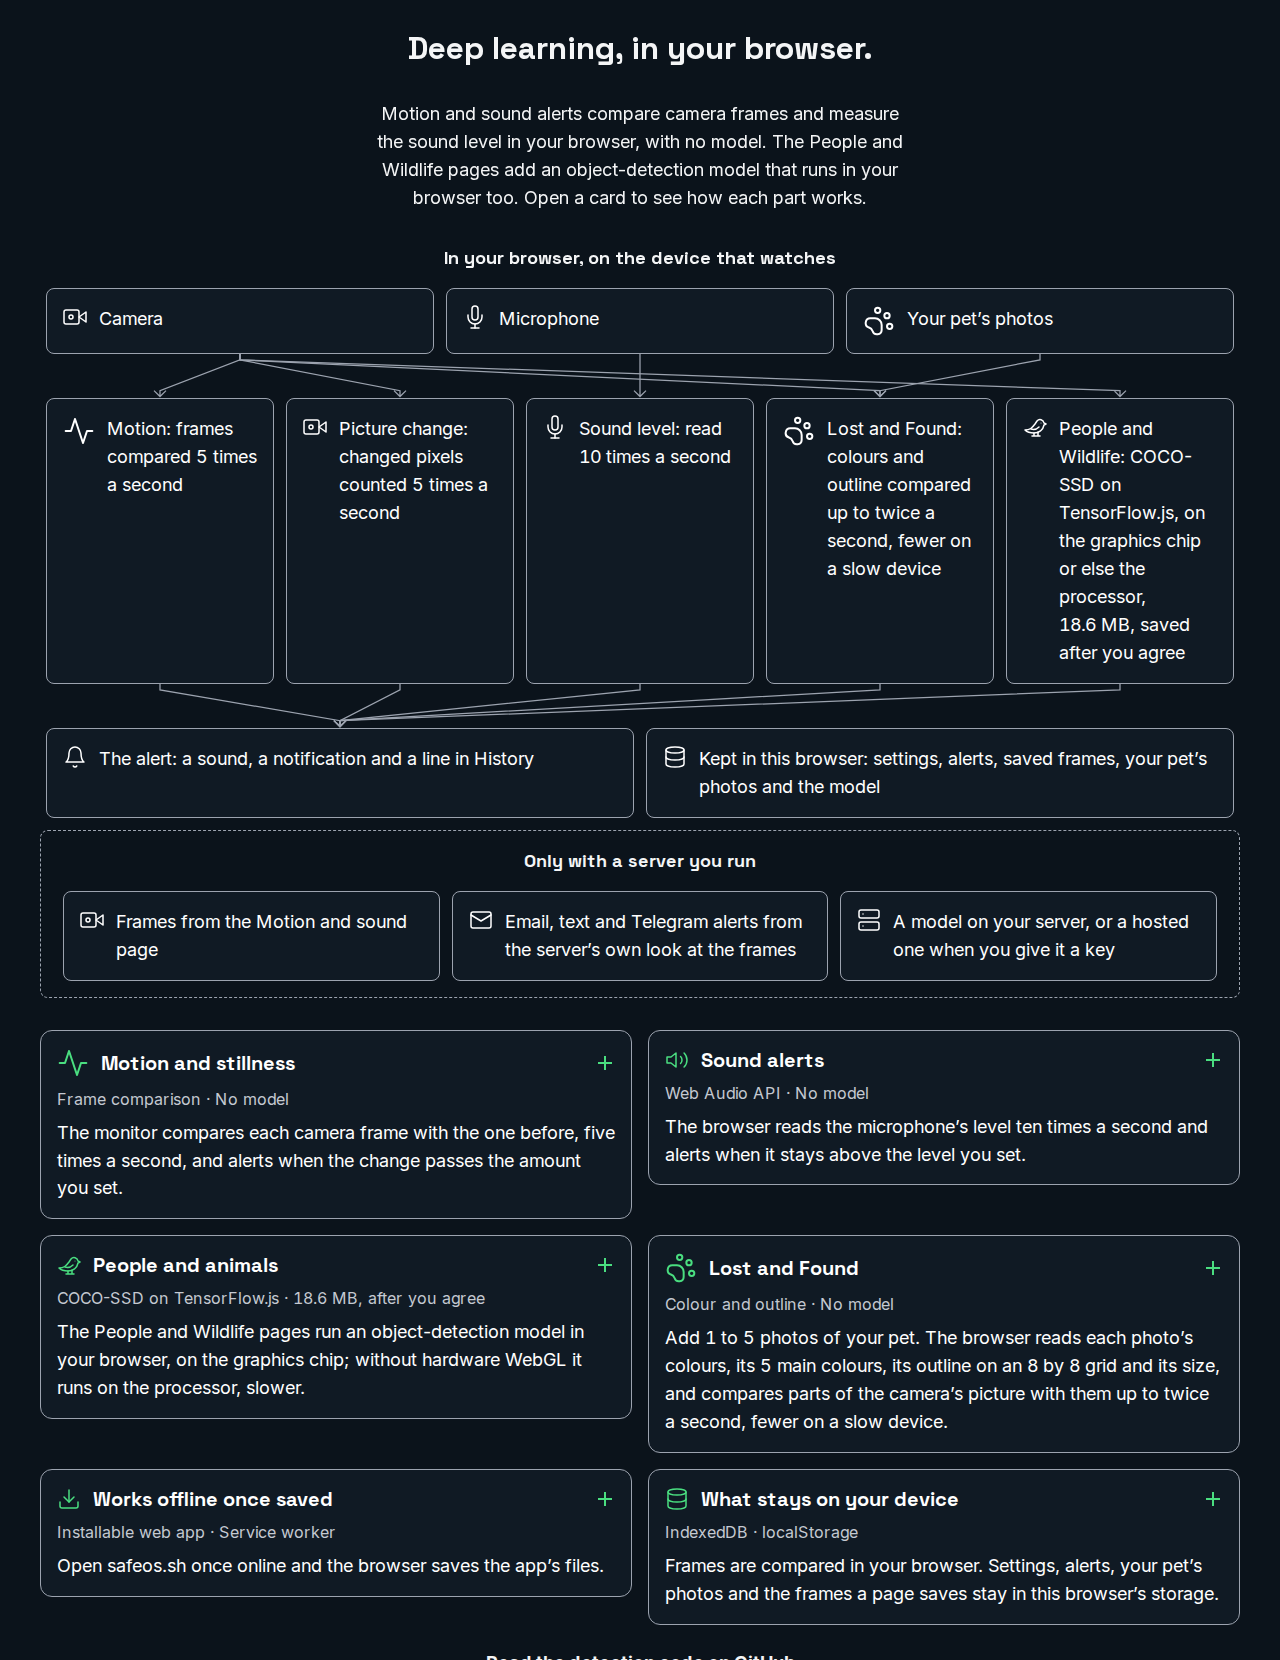 Deep learning, in your browser.
Motion and sound alerts compare camera frames and measure
the sound level in your browser, with no model. The People and
Wildlife pages add an object-detection model that runs in your
browser too. Open a card to see how each part works.
In your browser, on the device that watches
Camera
Microphone
Your pet’s photos
Motion: frames
compared 5 times
a second
Picture change:
changed pixels
counted 5 times a
second
Sound level: read
10 times a second
Lost and Found:
colours and
outline compared
up to twice a
second, fewer on
a slow device
People and
Wildlife: COCO-
SSD on
TensorFlow.js, on
the graphics chip
or else the
processor,
18.6 MB, saved
after you agree
The alert: a sound, a notification and a line in History
Kept in this browser: settings, alerts, saved frames, your pet’s
photos and the model
Only with a server you run
Frames from the Motion and sound
page
Email, text and Telegram alerts from
the server’s own look at the frames
A model on your server, or a hosted
one when you give it a key
Motion and stillness
Frame comparison · No model
The monitor compares each camera frame with the one before, five
times a second, and alerts when the change passes the amount
you set.
Sound alerts
Web Audio API · No model
The browser reads the microphone’s level ten times a second and
alerts when it stays above the level you set.
People and animals
COCO-SSD on TensorFlow.js · 18.6 MB, after you agree
The People and Wildlife pages run an object-detection model in
your browser, on the graphics chip; without hardware WebGL it
runs on the processor, slower.
Lost and Found
Colour and outline · No model
Add 1 to 5 photos of your pet. The browser reads each photo’s
colours, its 5 main colours, its outline on an 8 by 8 grid and its size,
and compares parts of the camera’s picture with them up to twice
a second, fewer on a slow device.
Works offline once saved
Installable web app · Service worker
Open safeos.sh once online and the browser saves the app’s files.
What stays on your device
IndexedDB · localStorage
Frames are compared in your browser. Settings, alerts, your pet’s
photos and the frames a page saves stay in this browser’s storage.
Read the detection code on GitHub